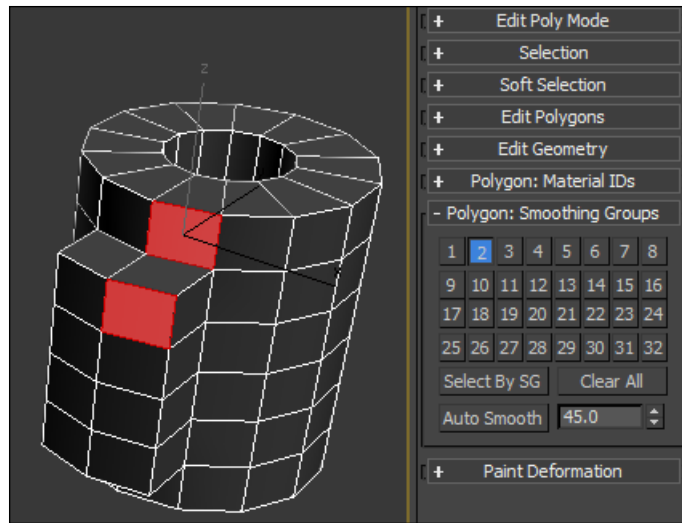 + Edit Poly Mode
+ Selection
+ Soft Selection
+ Edit Polygons
+ Edit Geometry
+ Polygon: Material IDs
- Polygon: Smoothing Groups
1 2 3 4 5 6 7 8
9 10 11 12 13 14 15 16
17 18 19 20 21 22 23 24
25 26 27 28 29 30 31 32
Select By SG Clear All
Auto Smooth 45.0
+ Paint Deformation
z